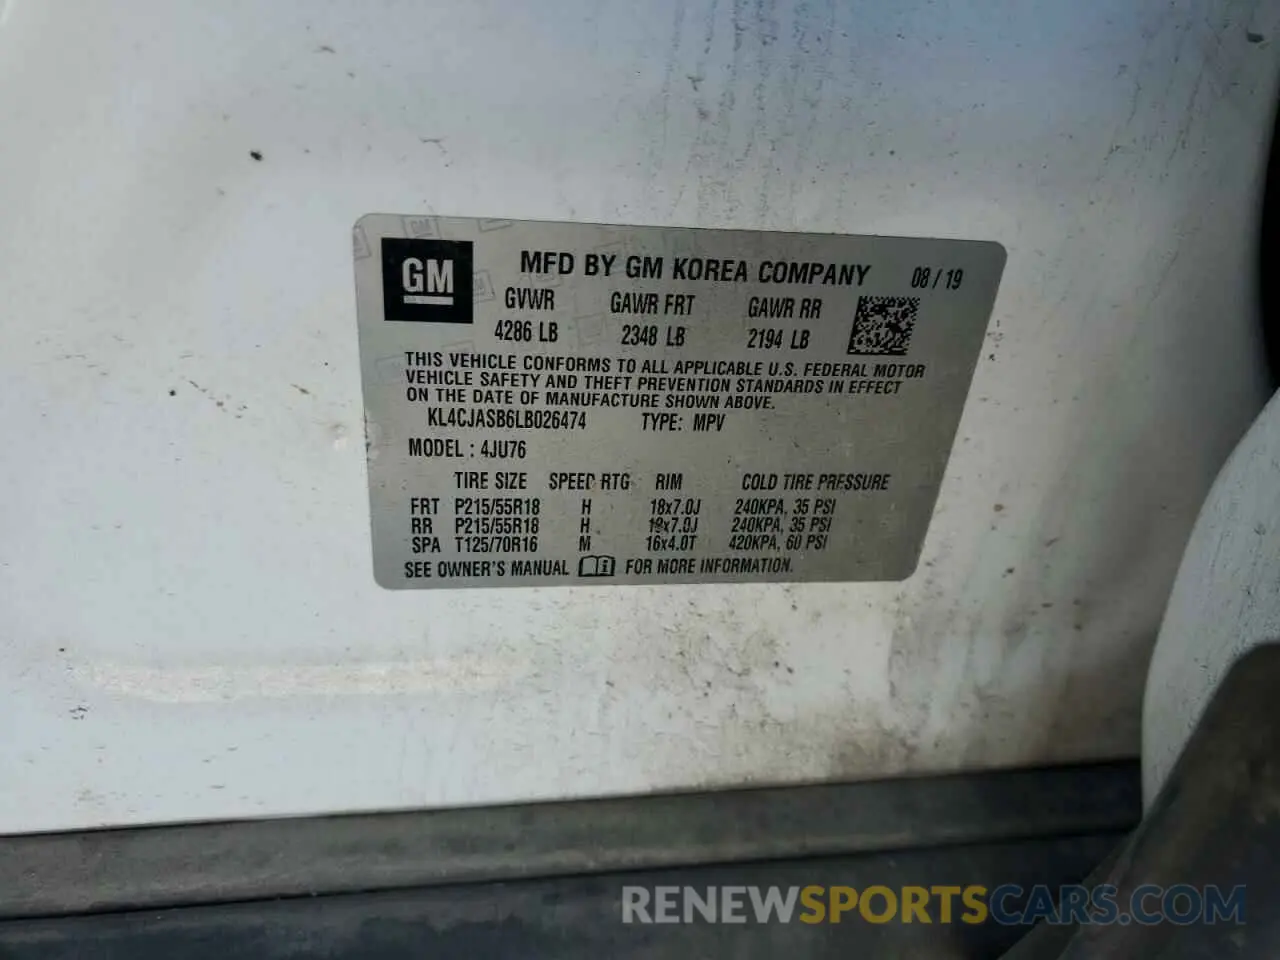 GM
MFD BY GM KOREA COMPANY 08/19
GVWR GAWR FRT GAWR RR
4286 LB 2348 LB 2194 LB
THIS VEHICLE CONFORMS TO ALL APPLICABLE U.S. FEDERAL MOTOR
VEHICLE SAFETY AND THEFT PREVENTION STANDARDS IN EFFECT
ON THE DATE OF MANUFACTURE SHOWN ABOVE.
KL4CJASB6LB026474 TYPE: MPV
MODEL : 4JU76
TIRE SIZE SPEED RTG RIM COLD TIRE PRESSURE
FRT P215/55R18 H 18x7.0J 240KPA, 35 PSI
RR P215/55R18 H 18x7.0J 240KPA, 35 PSI
SPA T125/70R16 M 16x4.0T 420KPA, 60 PSI
SEE OWNER'S MANUAL FOR MORE INFORMATION.
RENEWSPORTSCARS.COM